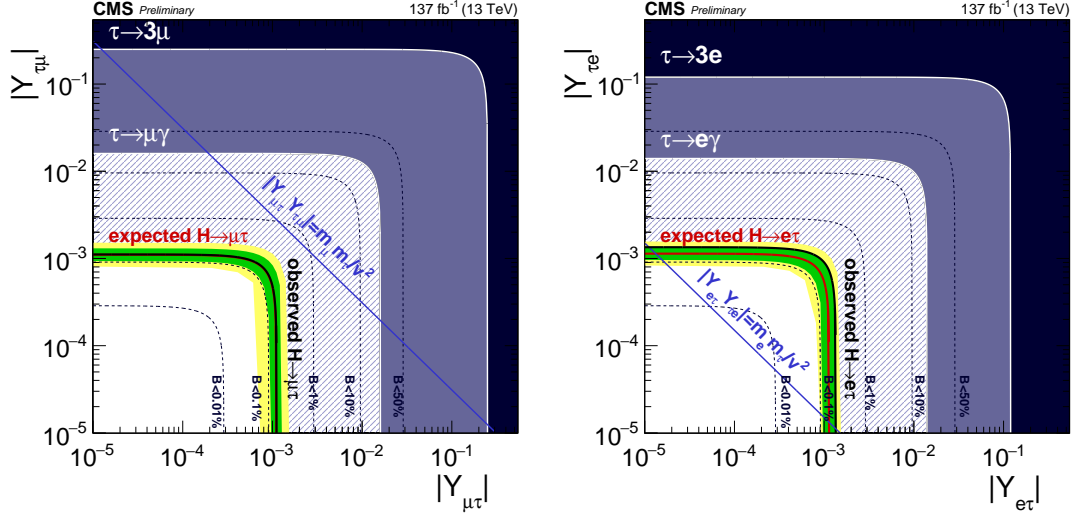 CMS Preliminary 137 fb⁻¹ (13 TeV)
|Y_τμ|
τ→3μ
10⁻¹
τ→μγ
10⁻²
|Y_μτ Y_τμ|=m_μ m_τ/v²
expected H→μτ
10⁻³
observed H→μτ
10⁻⁴
B<0.01%
B<0.1%
B<1%
B<10%
B<50%
10⁻⁵
10⁻⁵ 10⁻⁴ 10⁻³ 10⁻² 10⁻¹
|Y_μτ|
CMS Preliminary 137 fb⁻¹ (13 TeV)
|Y_τe|
τ→3e
10⁻¹
τ→eγ
10⁻²
expected H→eτ
10⁻³
|Y_eτ Y_τe|=m_e m_τ/v²
observed H→eτ
10⁻⁴
B<0.01%
B<0.1%
B<1%
B<10%
B<50%
10⁻⁵
10⁻⁵ 10⁻⁴ 10⁻³ 10⁻² 10⁻¹
|Y_eτ|